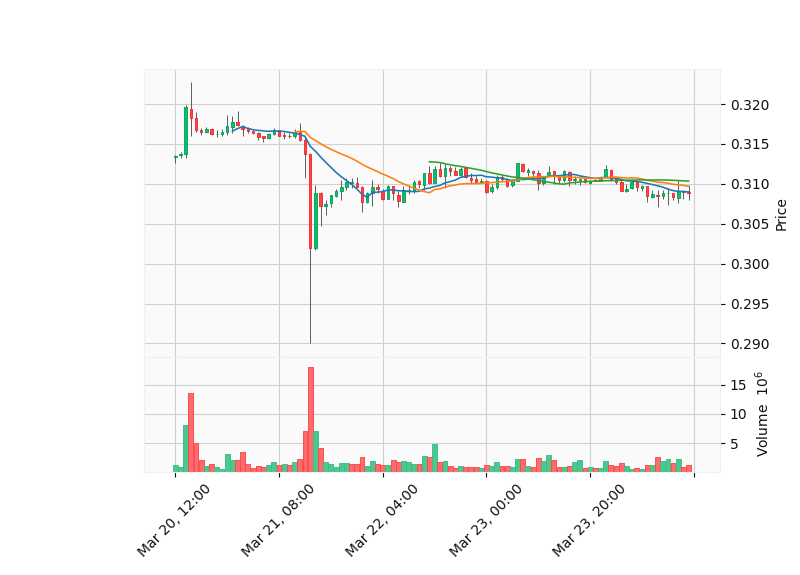 0.320
0.315
0.310
0.305
0.300
0.295
0.290
Price
15
10
5
Volume 10^6
Mar 20, 12:00
Mar 21, 08:00
Mar 22, 04:00
Mar 23, 00:00
Mar 23, 20:00